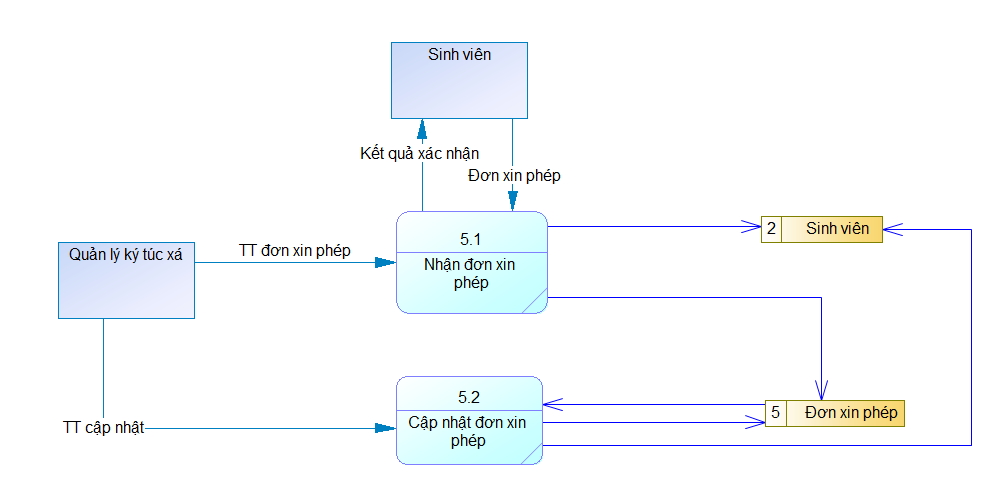 Sinh viên
Kết quả xác nhận
Đơn xin phép
5.1
Nhận đơn xin
phép
2 Sinh viên
Quản lý ký túc xá
TT đơn xin phép
5.2
Cập nhật đơn xin
phép
5 Đơn xin phép
TT cập nhật